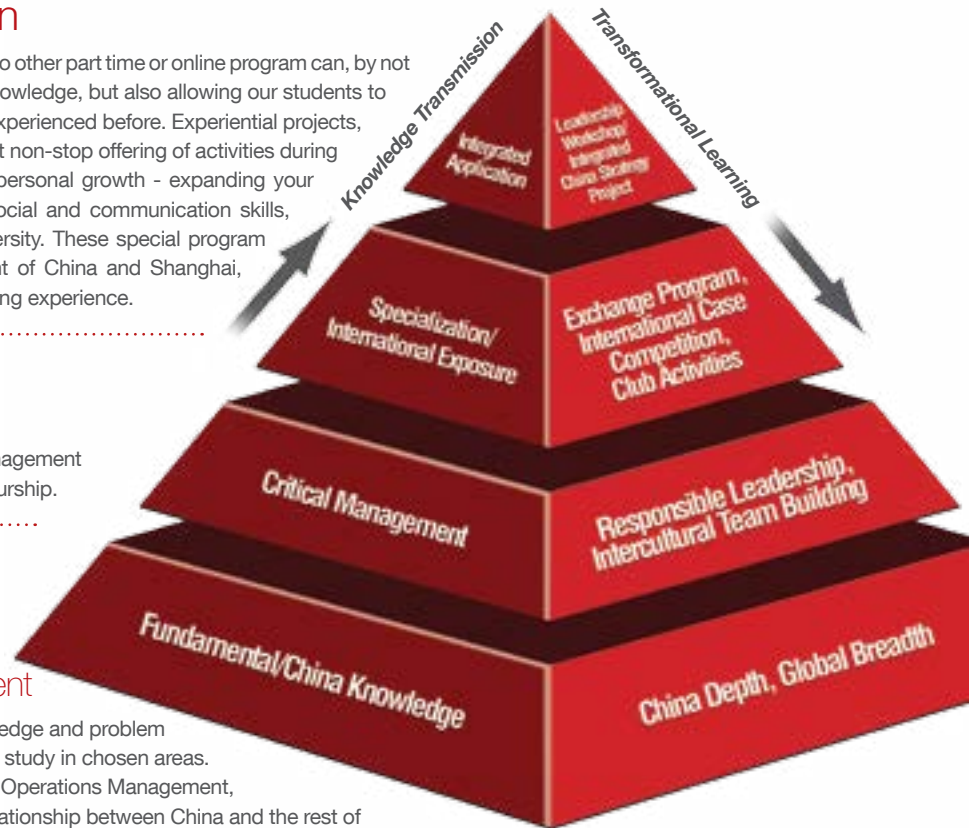 n
o other part time or online program can, by not
owledge, but also allowing our students to
xperienced before. Experiential projects,
t non-stop offering of activities during
personal growth - expanding your
ocial and communication skills,
ersity. These special program
nt of China and Shanghai,
ng experience.
nagement
urship.
ent
edge and problem
study in chosen areas.
Operations Management,
lationship between China and the rest of
Knowledge Transmission
Transformational Learning
Integrated
Application
Leadership
Workshop/
Integrated
China Strategy
Project
Specialization/
International Exposure
Exchange Program,
International Case
Competition,
Club Activities
Critical Management
Responsible Leadership,
Intercultural Team Building
Fundamental/China Knowledge
China Depth, Global Breadth